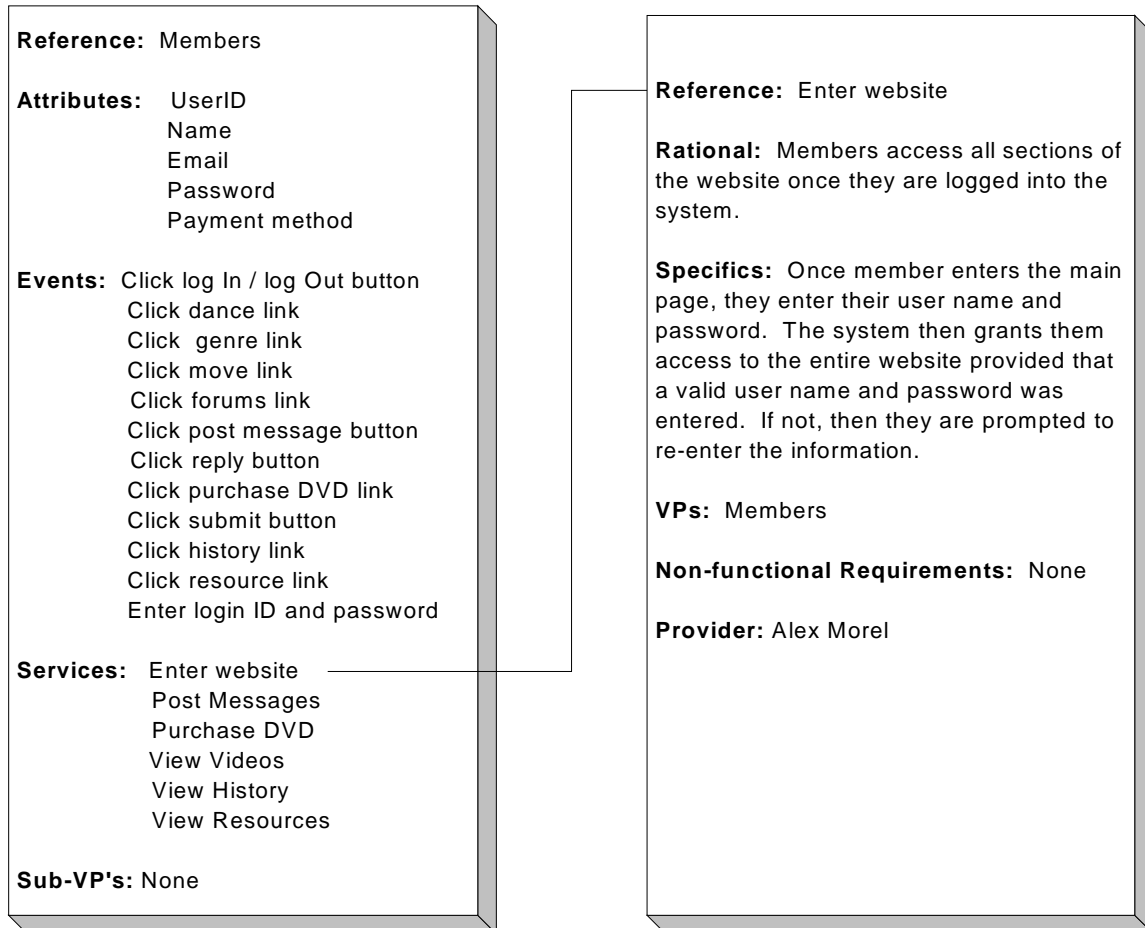 Reference: Members
Attributes: UserID
Name
Email
Password
Payment method
Events: Click log In / log Out button
Click dance link
Click genre link
Click move link
Click forums link
Click post message button
Click reply button
Click purchase DVD link
Click submit button
Click history link
Click resource link
Enter login ID and password
Services: Enter website
Post Messages
Purchase DVD
View Videos
View History
View Resources
Sub-VP's: None
Reference: Enter website
Rational: Members access all sections of
the website once they are logged into the
system.
Specifics: Once member enters the main
page, they enter their user name and
password. The system then grants them
access to the entire website provided that
a valid user name and password was
entered. If not, then they are prompted to
re-enter the information.
VPs: Members
Non-functional Requirements: None
Provider: Alex Morel